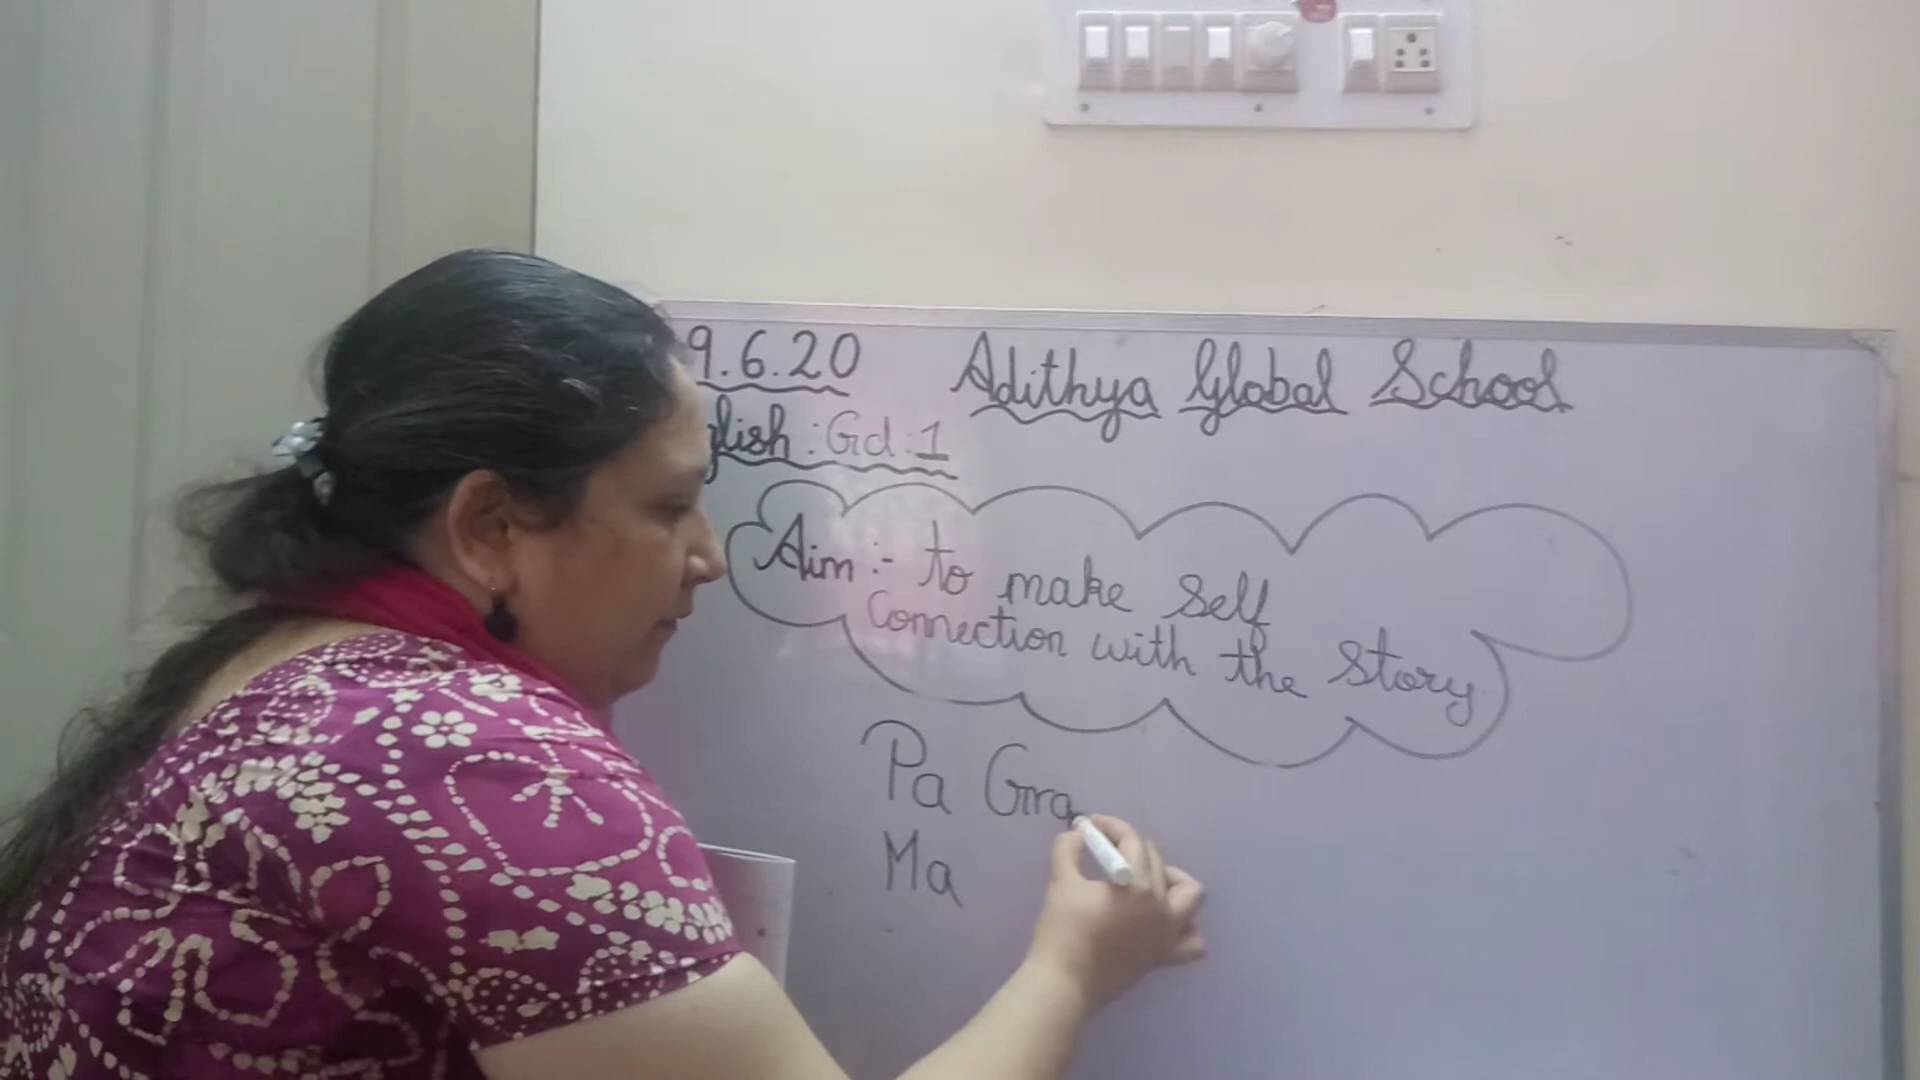 9.6.20 Adithya Global School
glish : Gd : 1
Aim :- to make Self
Connection with the Story
Pa Gra
Ma